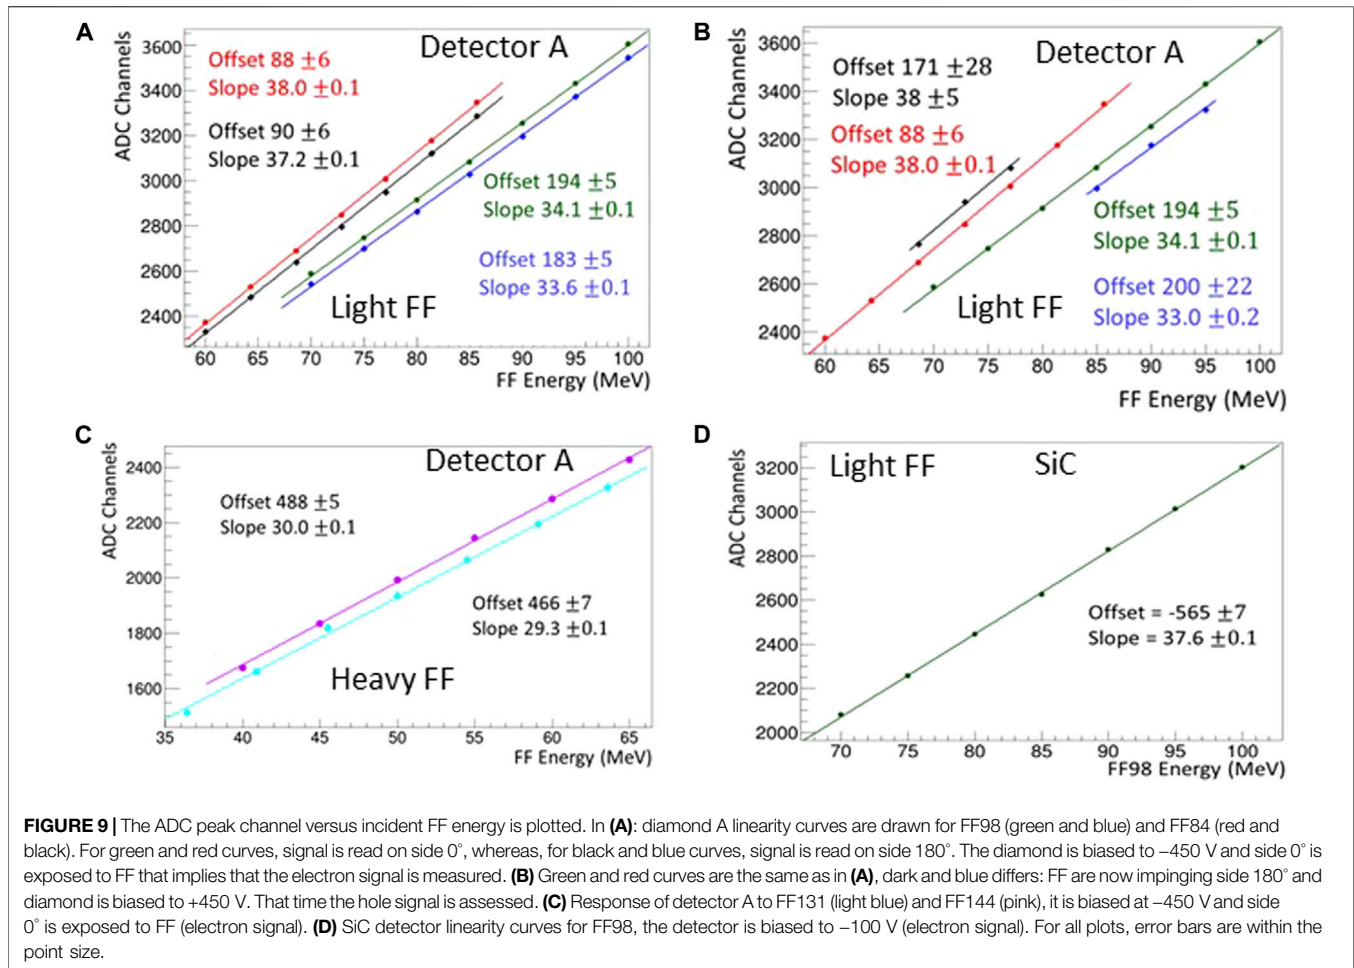 A
Detector A
Offset 88 ±6
Slope 38.0 ±0.1
Offset 90 ±6
Slope 37.2 ±0.1
Offset 194 ±5
Slope 34.1 ±0.1
Offset 183 ±5
Slope 33.6 ±0.1
Light FF
ADC Channels
3600
3400
3200
3000
2800
2600
2400
60 65 70 75 80 85 90 95 100
FF Energy (MeV)
B
Detector A
Offset 171 ±28
Slope 38 ±5
Offset 88 ±6
Slope 38.0 ±0.1
Offset 194 ±5
Slope 34.1 ±0.1
Offset 200 ±22
Slope 33.0 ±0.2
Light FF
ADC Channels
3600
3400
3200
3000
2800
2600
2400
60 65 70 75 80 85 90 95 100
FF Energy (MeV)
C
Detector A
Offset 488 ±5
Slope 30.0 ±0.1
Offset 466 ±7
Slope 29.3 ±0.1
Heavy FF
ADC Channels
2400
2200
2000
1800
1600
35 40 45 50 55 60 65
FF Energy (MeV)
D
Light FF SiC
Offset = -565 ±7
Slope = 37.6 ±0.1
ADC Channels
3200
3000
2800
2600
2400
2200
2000
70 75 80 85 90 95 100
FF98 Energy (MeV)
FIGURE 9 | The ADC peak channel versus incident FF energy is plotted. In (A): diamond A linearity curves are drawn for FF98 (green and blue) and FF84 (red and
black). For green and red curves, signal is read on side 0°, whereas, for black and blue curves, signal is read on side 180°. The diamond is biased to −450 V and side 0° is
exposed to FF that implies that the electron signal is measured. (B) Green and red curves are the same as in (A), dark and blue differs: FF are now impinging side 180° and
diamond is biased to +450 V. That time the hole signal is assessed. (C) Response of detector A to FF131 (light blue) and FF144 (pink), it is biased at −450 V and side
0° is exposed to FF (electron signal). (D) SiC detector linearity curves for FF98, the detector is biased to −100 V (electron signal). For all plots, error bars are within the
point size.